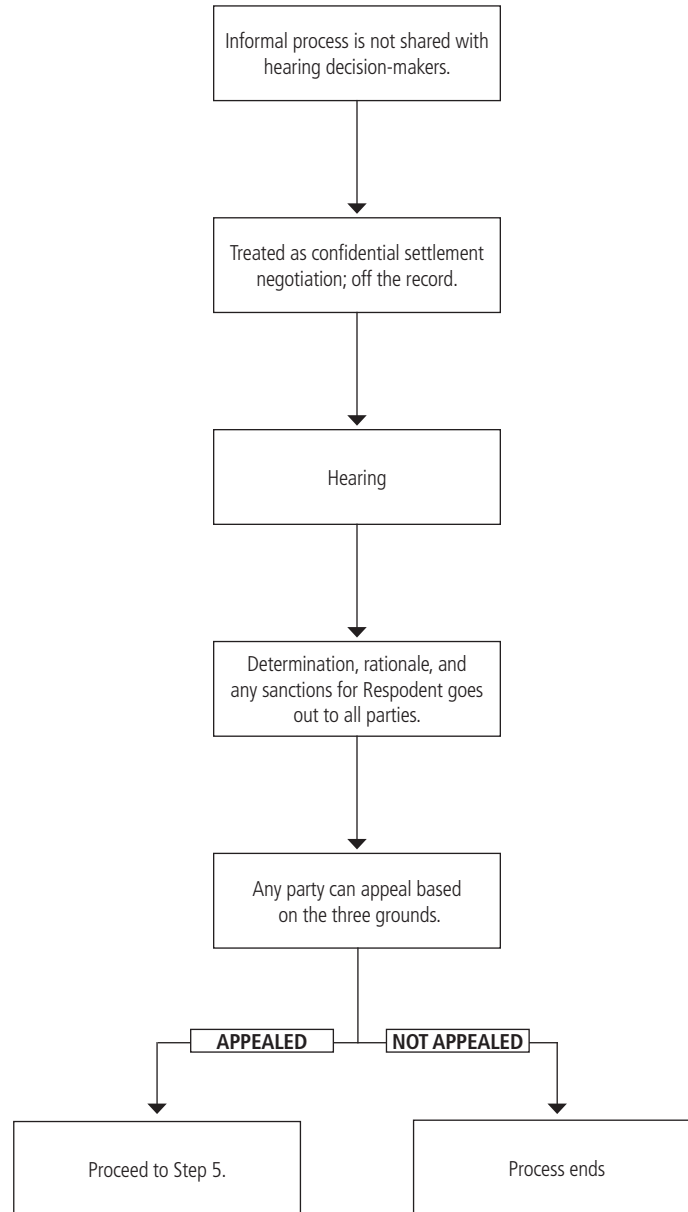 Informal process is not shared with
hearing decision-makers.
Treated as confidential settlement
negotiation; off the record.
Hearing
Determination, rationale, and
any sanctions for Respodent goes
out to all parties.
Any party can appeal based
on the three grounds.
APPEALED
NOT APPEALED
Proceed to Step 5.
Process ends